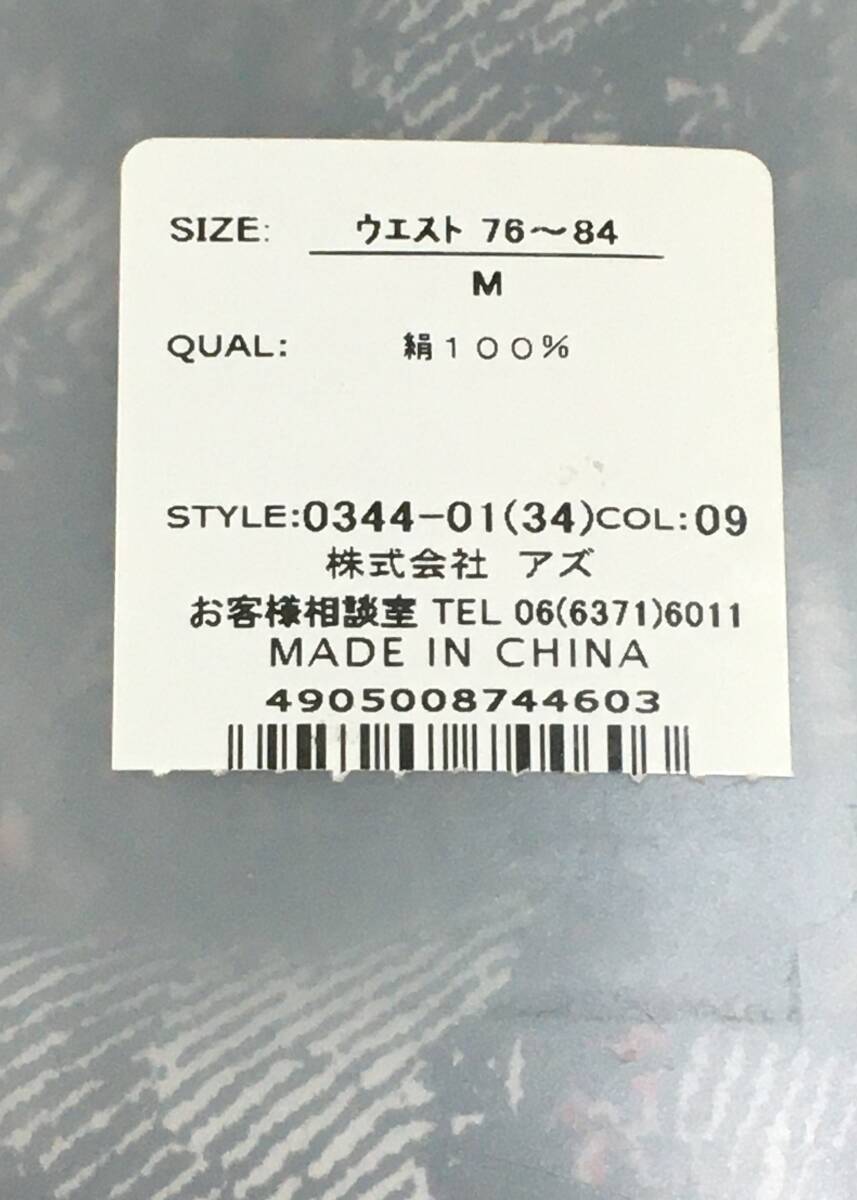 SIZE: ウエスト 76～84
M
QUAL: 絹１００％
STYLE:0344-01(34)COL:09
株式会社 アズ
お客様相談室 TEL 06(6371)6011
MADE IN CHINA
4905008744603